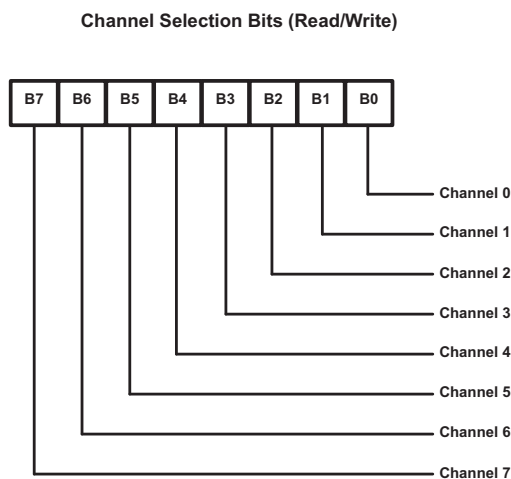 Channel Selection Bits (Read/Write)
B7 B6 B5 B4 B3 B2 B1 B0
Channel 0
Channel 1
Channel 2
Channel 3
Channel 4
Channel 5
Channel 6
Channel 7